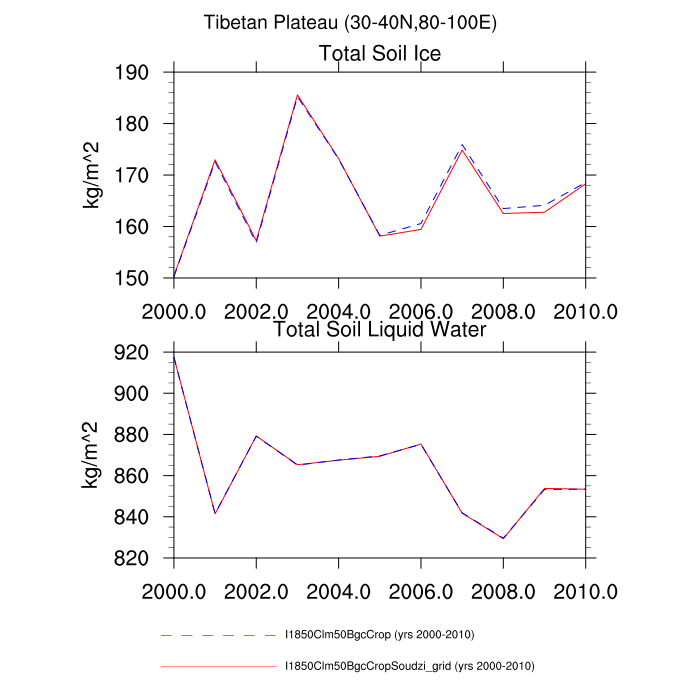 Tibetan Plateau (30-40N,80-100E)
Total Soil Ice
190
180
170
160
150
kg/m^2
2000.0 2002.0 2004.0 2006.0 2008.0 2010.0
Total Soil Liquid Water
920
900
880
860
840
820
kg/m^2
2000.0 2002.0 2004.0 2006.0 2008.0 2010.0
I1850Clm50BgcCrop (yrs 2000-2010)
I1850Clm50BgcCropSoudzi_grid (yrs 2000-2010)